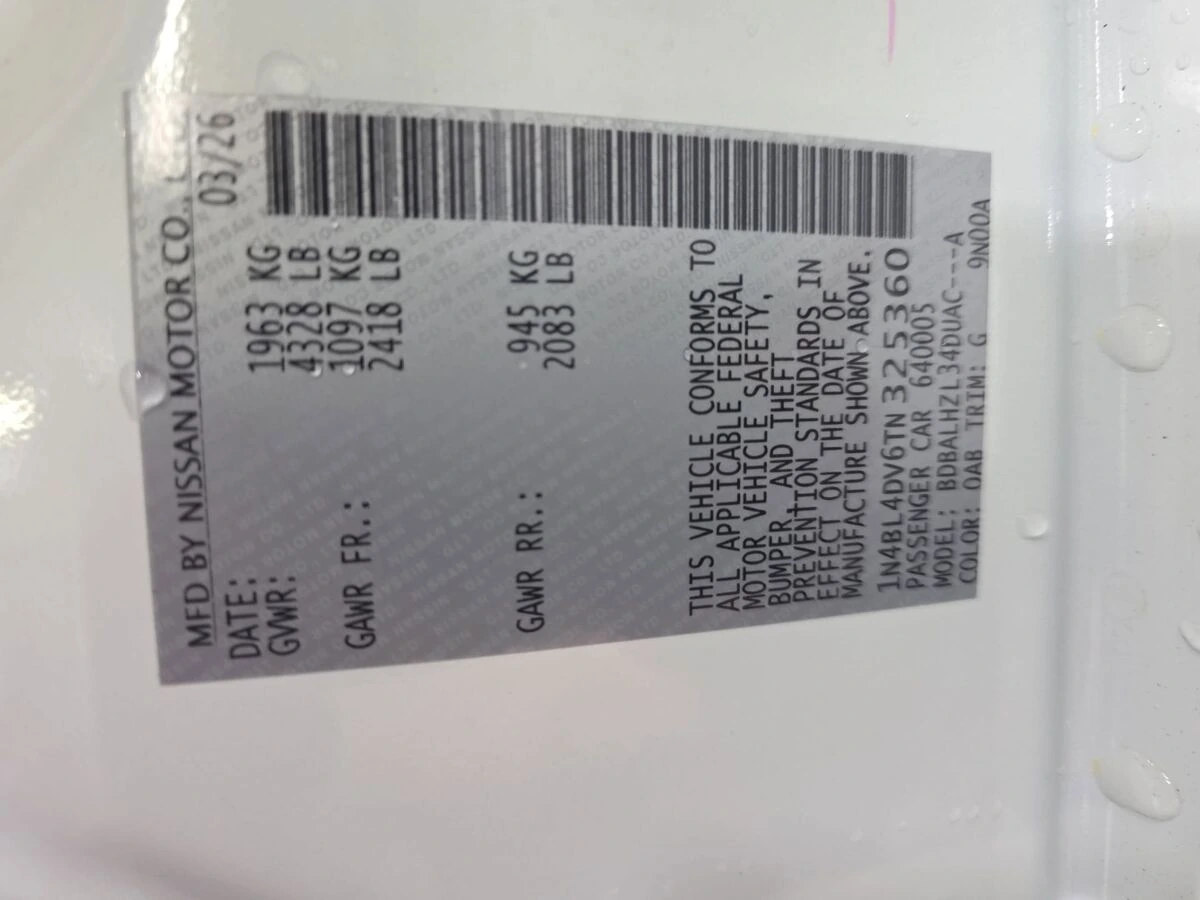 MFD BY NISSAN MOTOR CO.,
DATE: 03/26
GVWR: 1963 KG
4328 LB
GAWR FR.: 1097 KG
2418 LB
GAWR RR.: 945 KG
2083 LB
THIS VEHICLE CONFORMS TO
ALL APPLICABLE FEDERAL
MOTOR VEHICLE SAFETY,
BUMPER AND THEFT
PREVENTION STANDARDS IN
EFFECT ON THE DATE OF
MANUFACTURE SHOWN ABOVE.
1N4BL4DV6TN325360
PASSENGER CAR 640005
MODEL: BDBALHZL34DUAC---A
COLOR: QAB TRIM: G 9N00A